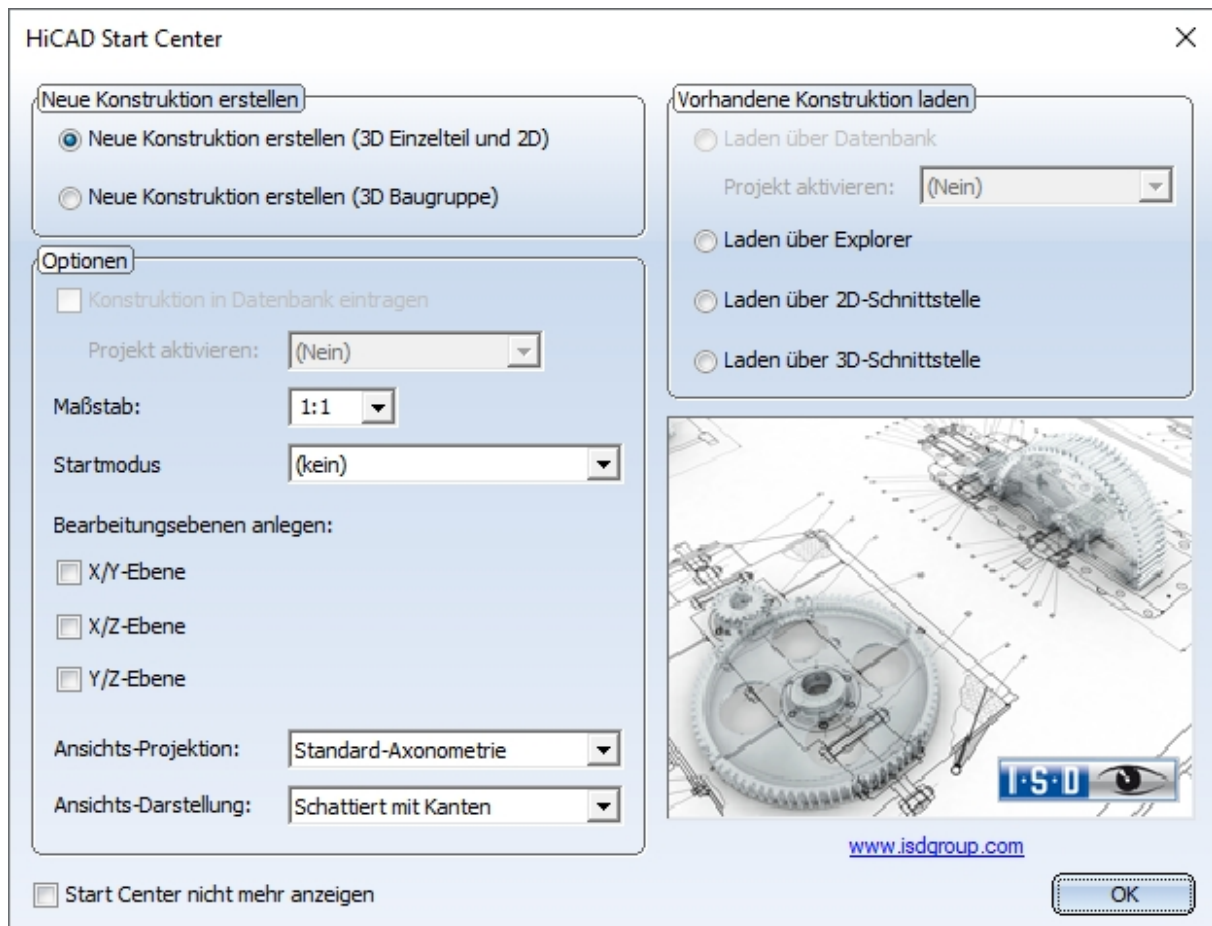 HiCAD Start Center
Neue Konstruktion erstellen
Neue Konstruktion erstellen (3D Einzelteil und 2D)
Neue Konstruktion erstellen (3D Baugruppe)
Optionen
Konstruktion in Datenbank eintragen
Projekt aktivieren: (Nein)
Maßstab: 1:1
Startmodus (kein)
Bearbeitungsebenen anlegen:
X/Y-Ebene
X/Z-Ebene
Y/Z-Ebene
Ansichts-Projektion: Standard-Axonometrie
Ansichts-Darstellung: Schattiert mit Kanten
Start Center nicht mehr anzeigen
Vorhandene Konstruktion laden
Laden über Datenbank
Projekt aktivieren: (Nein)
Laden über Explorer
Laden über 2D-Schnittstelle
Laden über 3D-Schnittstelle
I·S·D
www.isdgroup.com
OK